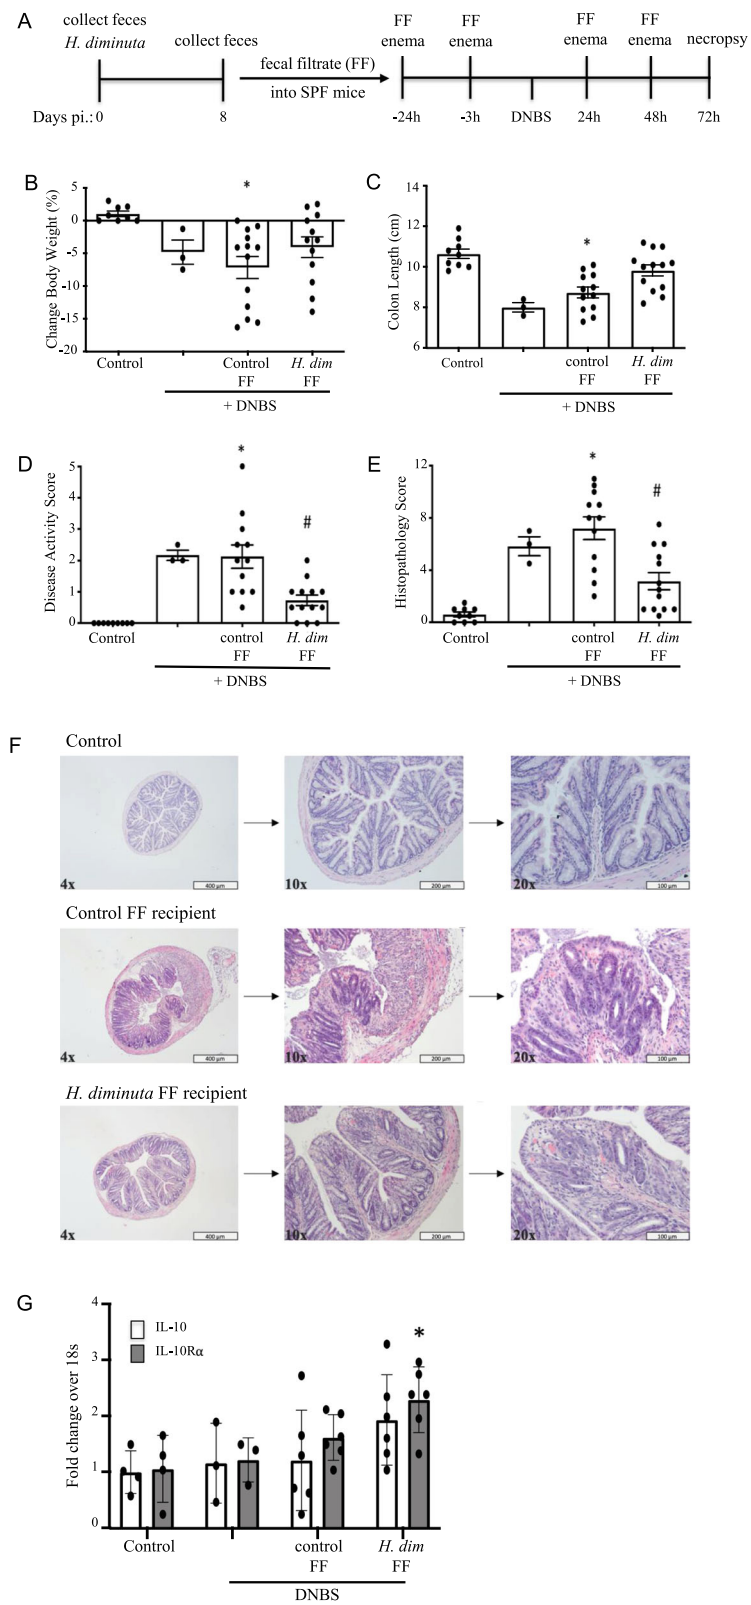 A
collect feces
H. diminuta
collect feces
fecal filtrate (FF)
into SPF mice
FF
enema
FF
enema
FF
enema
FF
enema
necropsy
Days pi.: 0
8
-24h
-3h
DNBS
24h
48h
72h
B
Change Body Weight (%)
5
0
-5
-10
-15
-20
*
Control
Control
FF
H. dim
FF
+ DNBS
C
Colon Length (cm)
14
12
10
8
6
*
Control
control
FF
H. dim
FF
+ DNBS
D
Disease Activity Score
5
4
3
2
1
0
*
#
Control
control
FF
H. dim
FF
+ DNBS
E
Histopathology Score
12
8
4
0
*
#
Control
control
FF
H. dim
FF
+ DNBS
F
Control
4x
400 µm
10x
200 µm
20x
100 µm
Control FF recipient
4x
400 µm
10x
200 µm
20x
100 µm
H. diminuta FF recipient
4x
400 µm
10x
200 µm
20x
100 µm
G
Fold change over 18s
4
3
2
1
0
IL-10
IL-10Rα
*
Control
control
FF
H. dim
FF
DNBS